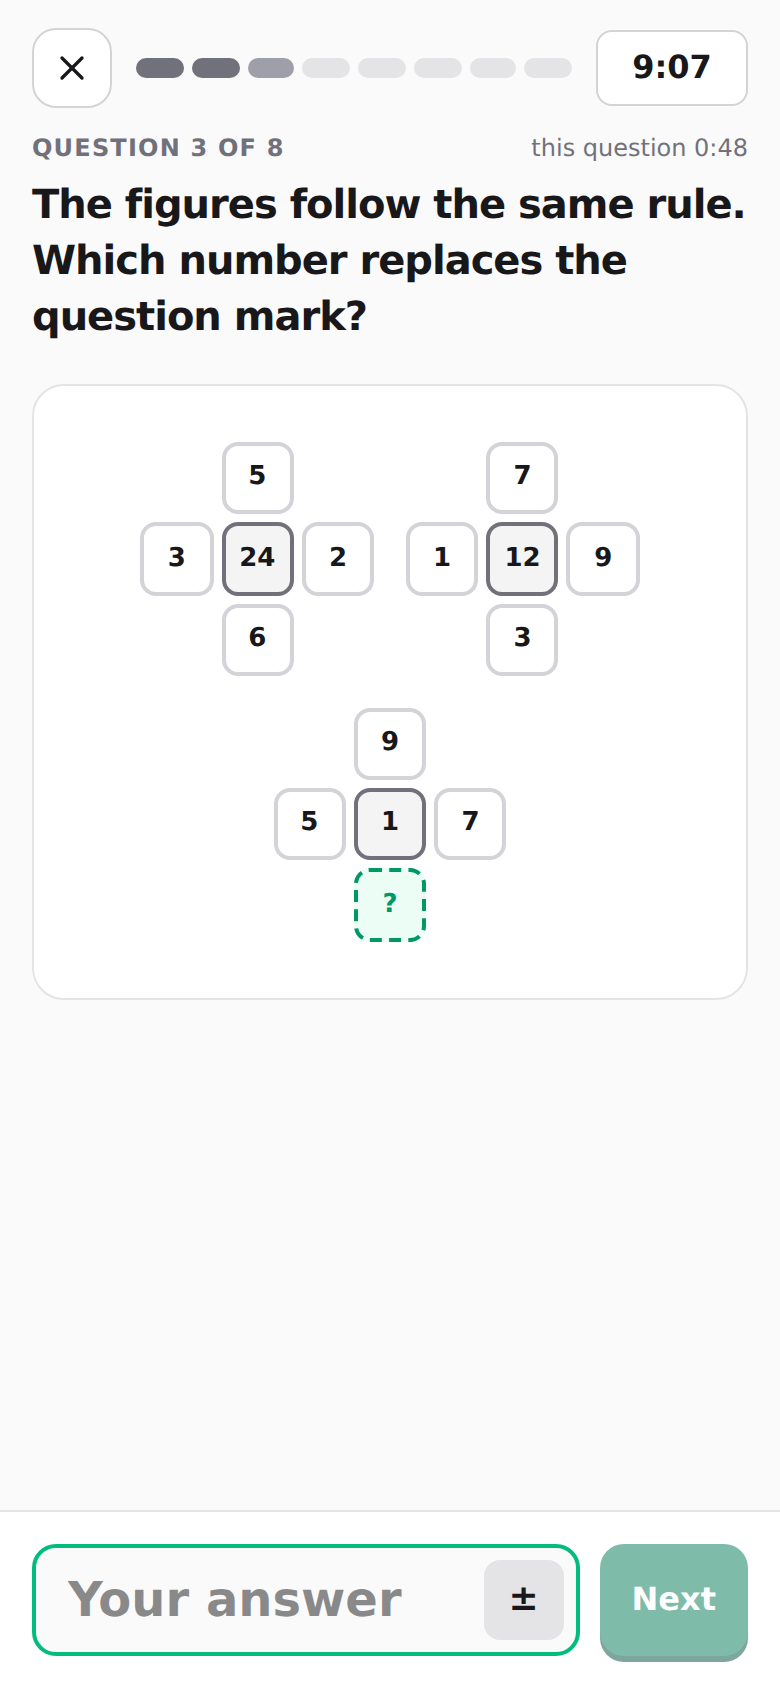 9:07
QUESTION 3 OF 8
this question 0:48
The figures follow the same rule.
Which number replaces the
question mark?
5
7
3 24 2
1 12 9
6
3
9
5 1 7
?
Your answer
±
Next